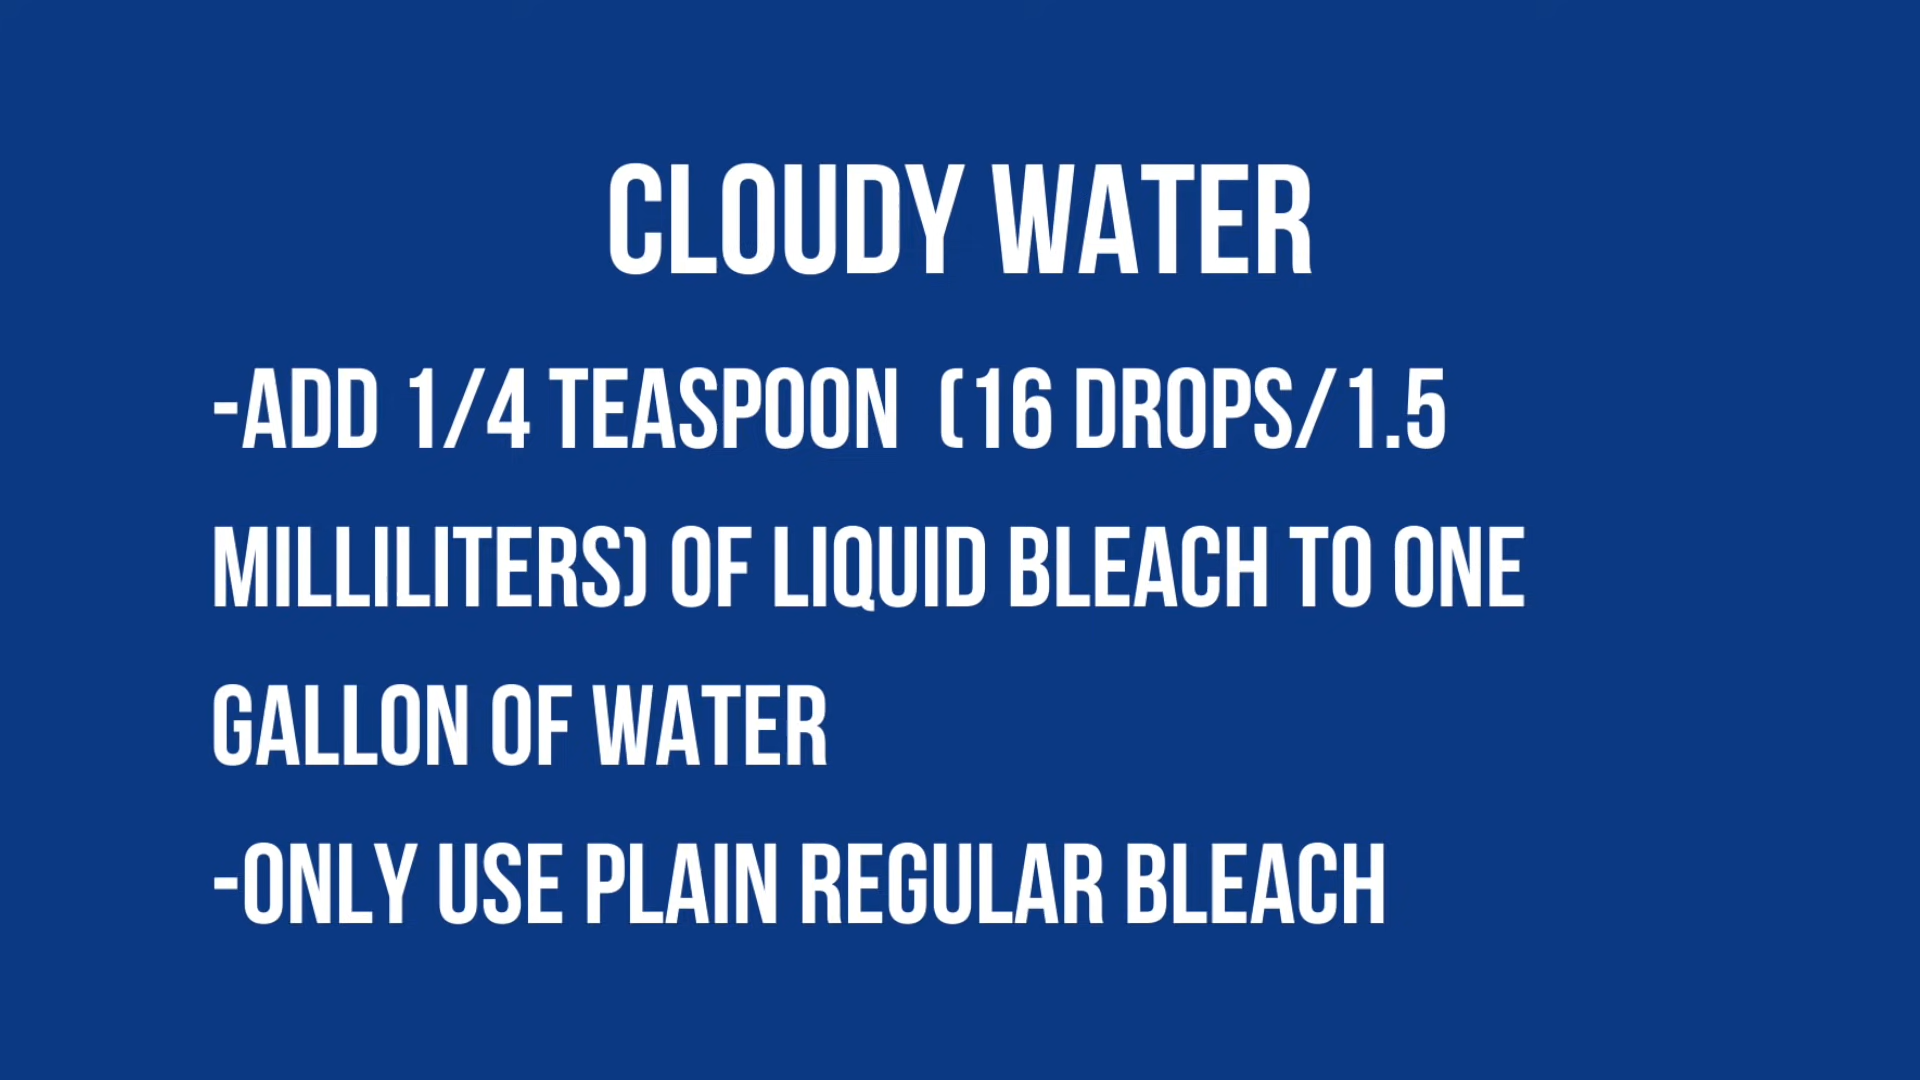 CLOUDY WATER
-ADD 1/4 TEASPOON (16 DROPS/1.5
MILLILITERS) OF LIQUID BLEACH TO ONE
GALLON OF WATER
-ONLY USE PLAIN REGULAR BLEACH